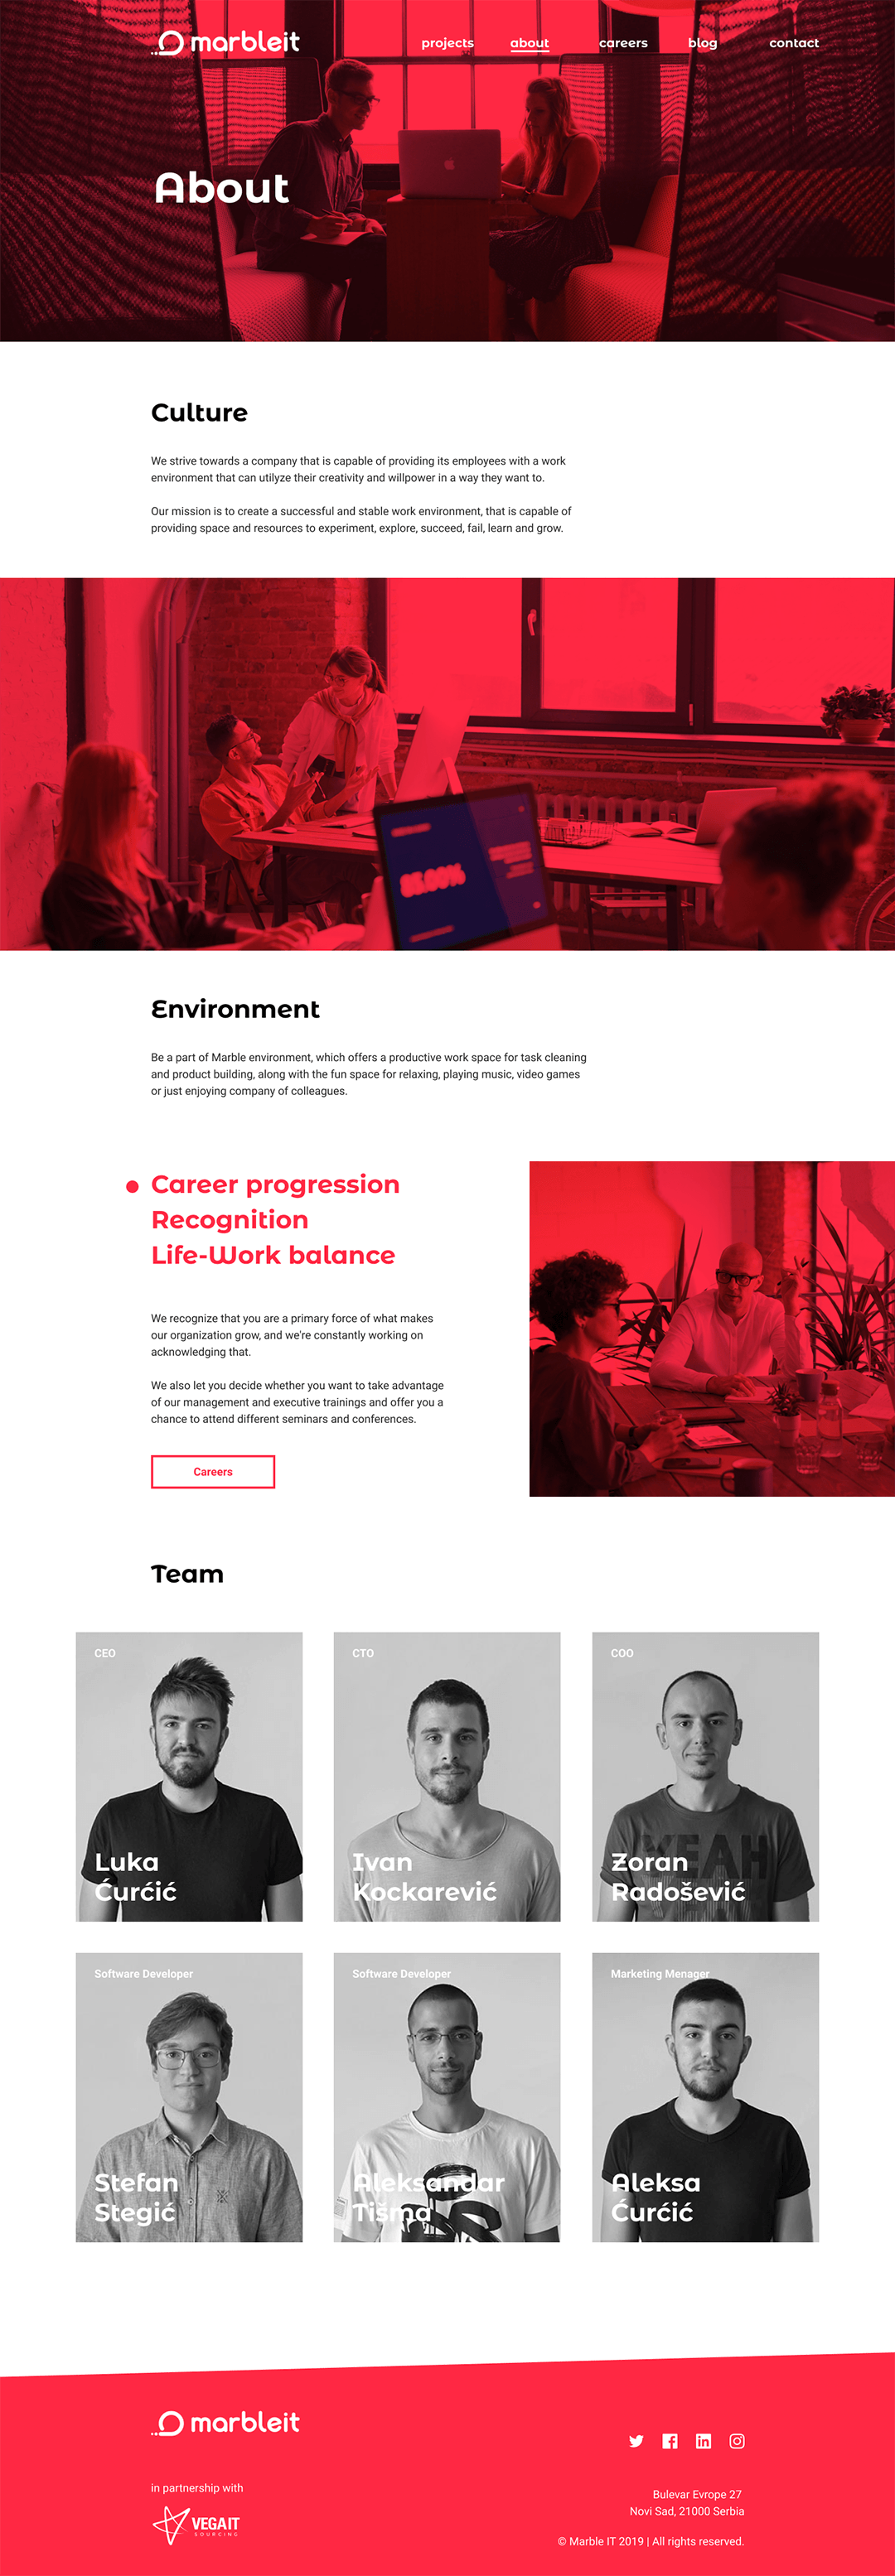 marbleit
projects about careers blog contact
About
Culture
We strive towards a company that is capable of providing its employees with a work
environment that can utilyze their creativity and willpower in a way they want to.
Our mission is to create a successful and stable work environment, that is capable of
providing space and resources to experiment, explore, succeed, fail, learn and grow.
85.00%
Environment
Be a part of Marble environment, which offers a productive work space for task cleaning
and product building, along with the fun space for relaxing, playing music, video games
or just enjoying company of colleagues.
Career progression
Recognition
Life-Work balance
We recognize that you are a primary force of what makes
our organization grow, and we're constantly working on
acknowledging that.
We also let you decide whether you want to take advantage
of our management and executive trainings and offer you a
chance to attend different seminars and conferences.
Careers
Team
CEO
Luka
Ćurćić
CTO
Ivan
Kockarević
COO
YEAH
Zoran
Radošević
Software Developer
Stefan
Stegić
Software Developer
Aleksandar
Tišma
Marketing Menager
Aleksa
Ćurćić
marbleit
in partnership with
VEGA IT
SOURCING
Bulevar Evrope 27
Novi Sad, 21000 Serbia
© Marble IT 2019 | All rights reserved.